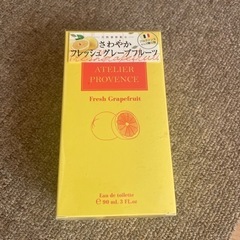 さわやか
フレッシュグレープフルーツ
ATELIER
PROVENCE
Fresh Grapefruit
Eau de toilette
℮ 90 ml. 3 Fl.oz